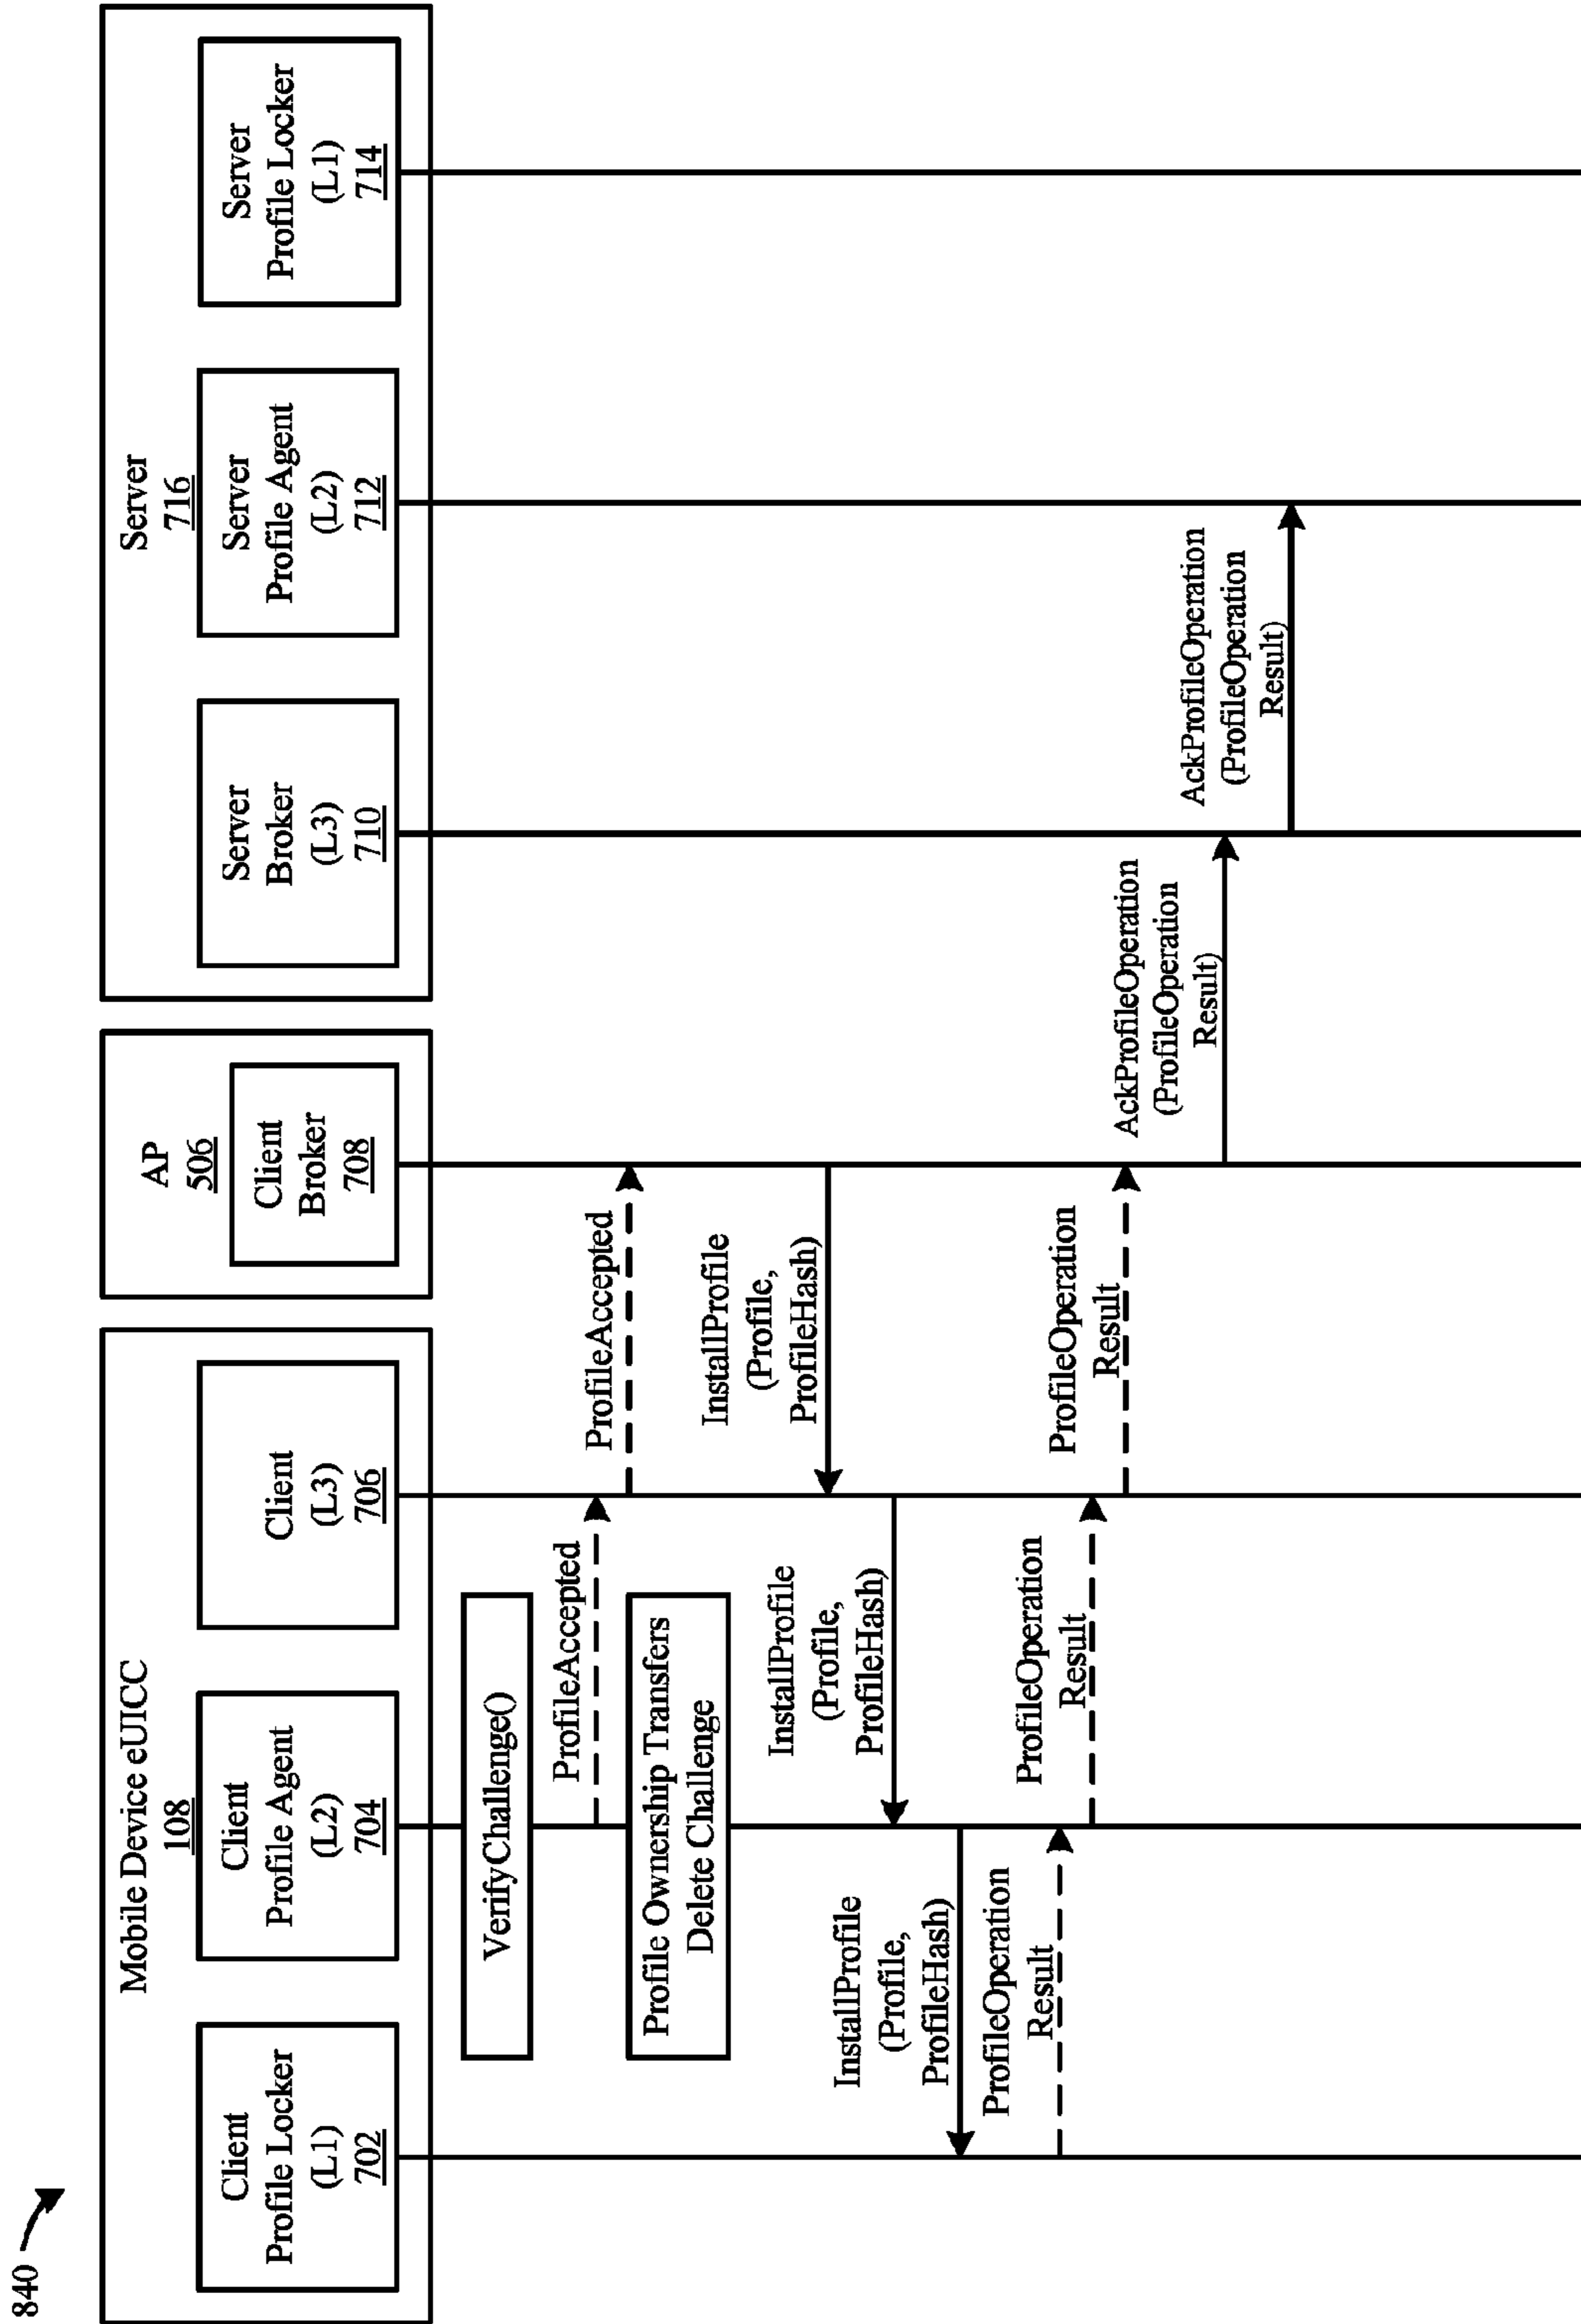 840
Mobile Device eUICC
108
Client
Profile Locker
(L1)
702
Client
Profile Agent
(L2)
704
Client
(L3)
706
AP
506
Client
Broker
708
Server
716
Server
Broker
(L3)
710
Server
Profile Agent
(L2)
712
Server
Profile Locker
(L1)
714
VerifyChallenge()
ProfileAccepted
ProfileAccepted
Profile Ownership Transfers
Delete Challenge
InstallProfile
(Profile,
ProfileHash)
InstallProfile
(Profile,
ProfileHash)
InstallProfile
(Profile,
ProfileHash)
ProfileOperation
Result
ProfileOperation
Result
ProfileOperation
Result
AckProfileOperation
(ProfileOperation
Result)
AckProfileOperation
(ProfileOperation
Result)